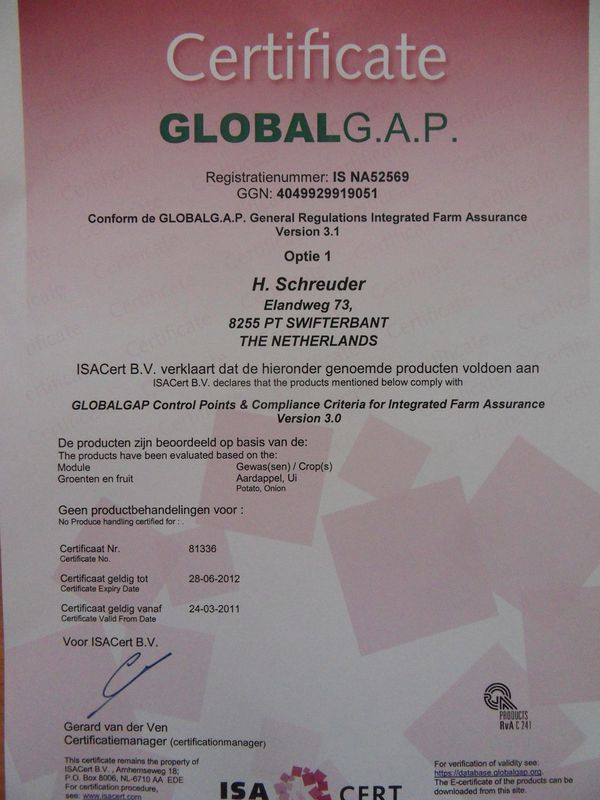 Certificate
GLOBALG.A.P.
Registratienummer: IS NA52569
GGN: 4049929919051
Conform de GLOBALG.A.P. General Regulations Integrated Farm Assurance
Version 3.1
Optie 1
H. Schreuder
Elandweg 73,
8255 PT SWIFTERBANT
THE NETHERLANDS
ISACert B.V. verklaart dat de hieronder genoemde producten voldoen aan
ISACert B.V. declares that the products mentioned below comply with
GLOBALGAP Control Points & Compliance Criteria for Integrated Farm Assurance
Version 3.0
De producten zijn beoordeeld op basis van de:
The products have been evaluated based on the:
Module Gewas(sen) / Crop(s)
Groenten en fruit Aardappel, Ui
Potato, Onion
Geen productbehandelingen voor :
No Produce handling certified for : .
Certificaat Nr. 81336
Certificate No.
Certificaat geldig tot 28-06-2012
Certificate Expiry Date
Certificaat geldig vanaf 24-03-2011
Certificate Valid From Date
Voor ISACert B.V.
Gerard van der Ven
Certificatiemanager (certificationmanager)
PRODUCTS
RvA C 241
This certificate remains the property of
ISACert B.V. , Arnhemseweg 18;
P.O. Box 8006, NL-6710 AA EDE
For certification procedure,
see: www.isacert.com
ISA CERT
For verification of validity see:
https://database.globalgap.org.
The E-certificate of the products can be
downloaded from this site.